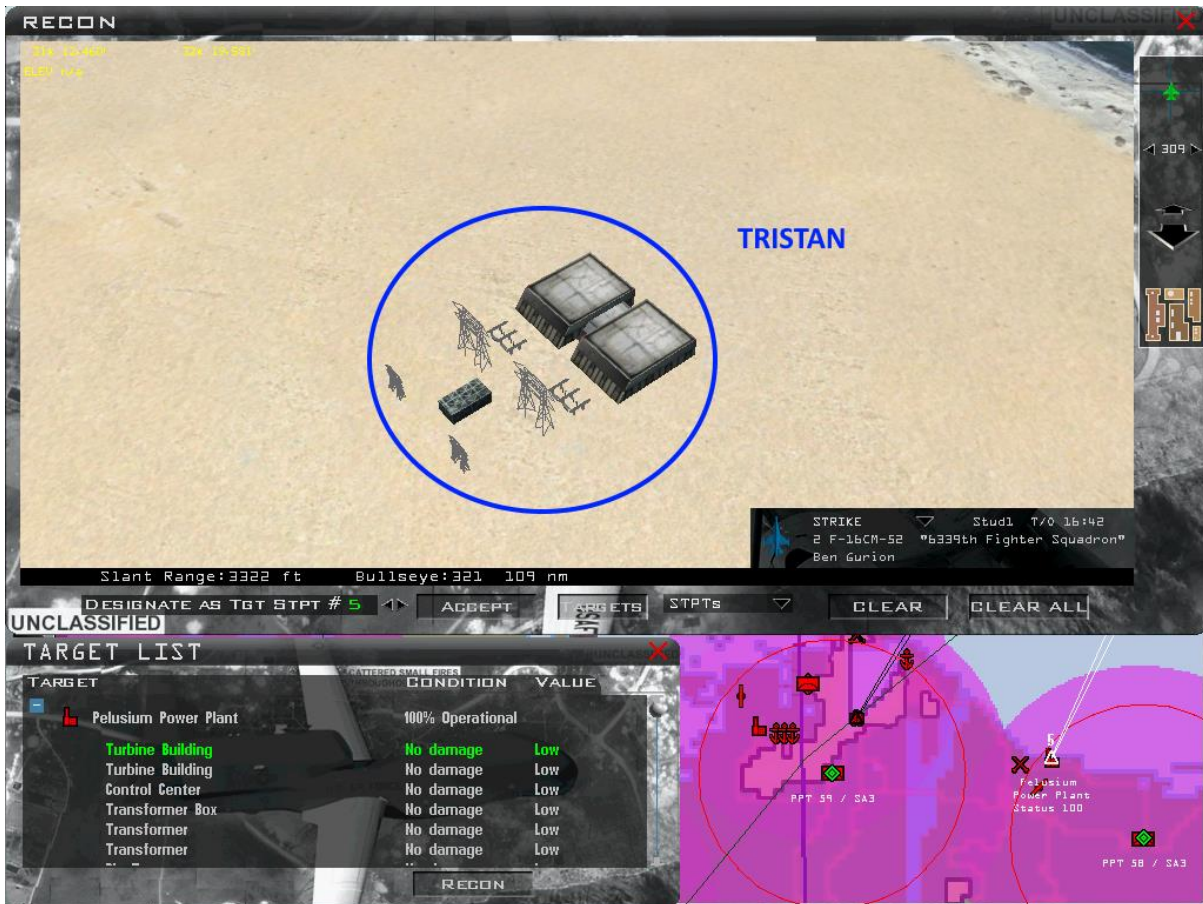 RECON
UNCLASSIFIED
ELEV n/a
309
TRISTAN
STRIKE Stud1 T/O 16:42
2 F-16CM-52 "6339th Fighter Squadron"
Ben Gurion
Slant Range:3322 ft Bullseye:321 109 nm
DESIGNATE AS TGT STPT # 5 ACCEPT TARGETS STPTs CLEAR CLEAR ALL
UNCLASSIFIED
TARGET LIST
TARGET CONDITION VALUE
Pelusium Power Plant 100% Operational
Turbine Building No damage Low
Turbine Building No damage Low
Control Center No damage Low
Transformer Box No damage Low
Transformer No damage Low
Transformer No damage Low
RECON
5
Pelusium
Power Plant
Status 100
PPT 59 / SA3
PPT 58 / SA3